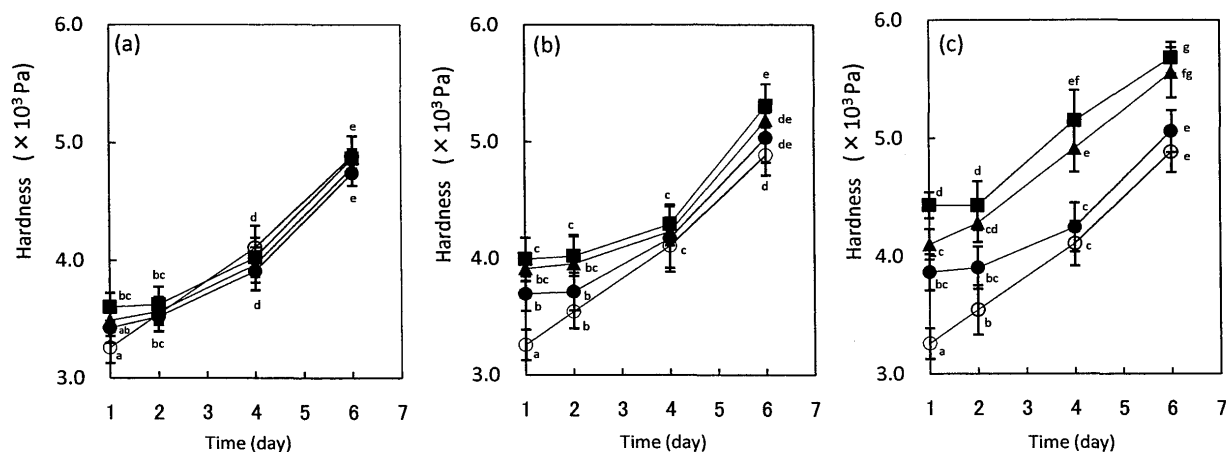 (a)
6.0
5.0
4.0
3.0
Hardness (×10³ Pa)
bc
ab
a
bc
bc
d
d
e
e
1 2 3 4 5 6 7
Time (day)
(b)
6.0
5.0
4.0
3.0
Hardness (×10³ Pa)
c
bc
b
a
c
bc
b
b
c
c
e
de
de
d
1 2 3 4 5 6 7
Time (day)
(c)
6.0
5.0
4.0
3.0
Hardness (×10³ Pa)
d
c
bc
a
d
cd
bc
b
ef
e
c
c
g
fg
e
e
1 2 3 4 5 6 7
Time (day)